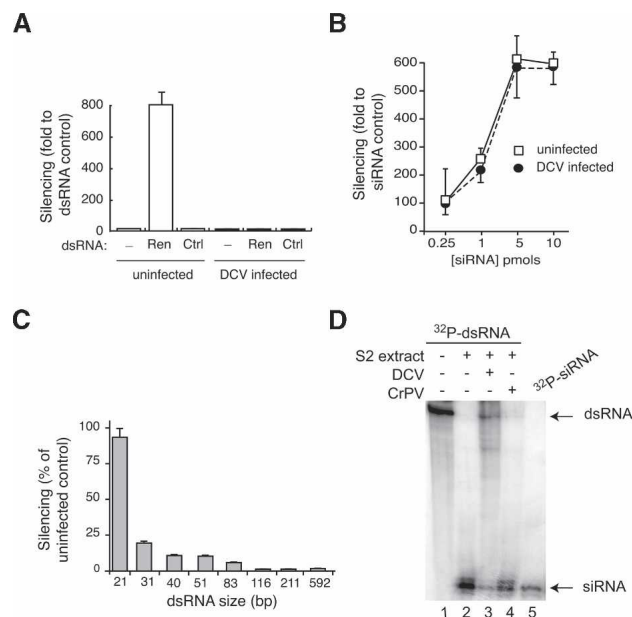 A
Silencing (fold to
dsRNA control)
800
600
400
200
0
dsRNA: – Ren Ctrl – Ren Ctrl
uninfected DCV infected
B
Silencing (fold to
siRNA control)
600
500
400
300
200
100
0
uninfected
DCV infected
0.25 1 5 10
[siRNA] pmols
C
Silencing (% of
uninfected control)
100
75
50
25
0
21 31 40 51 83 116 211 592
dsRNA size (bp)
D
32P-dsRNA
S2 extract - + + +
DCV - - + -
CrPV - - - +
32P-siRNA
dsRNA
siRNA
1 2 3 4 5